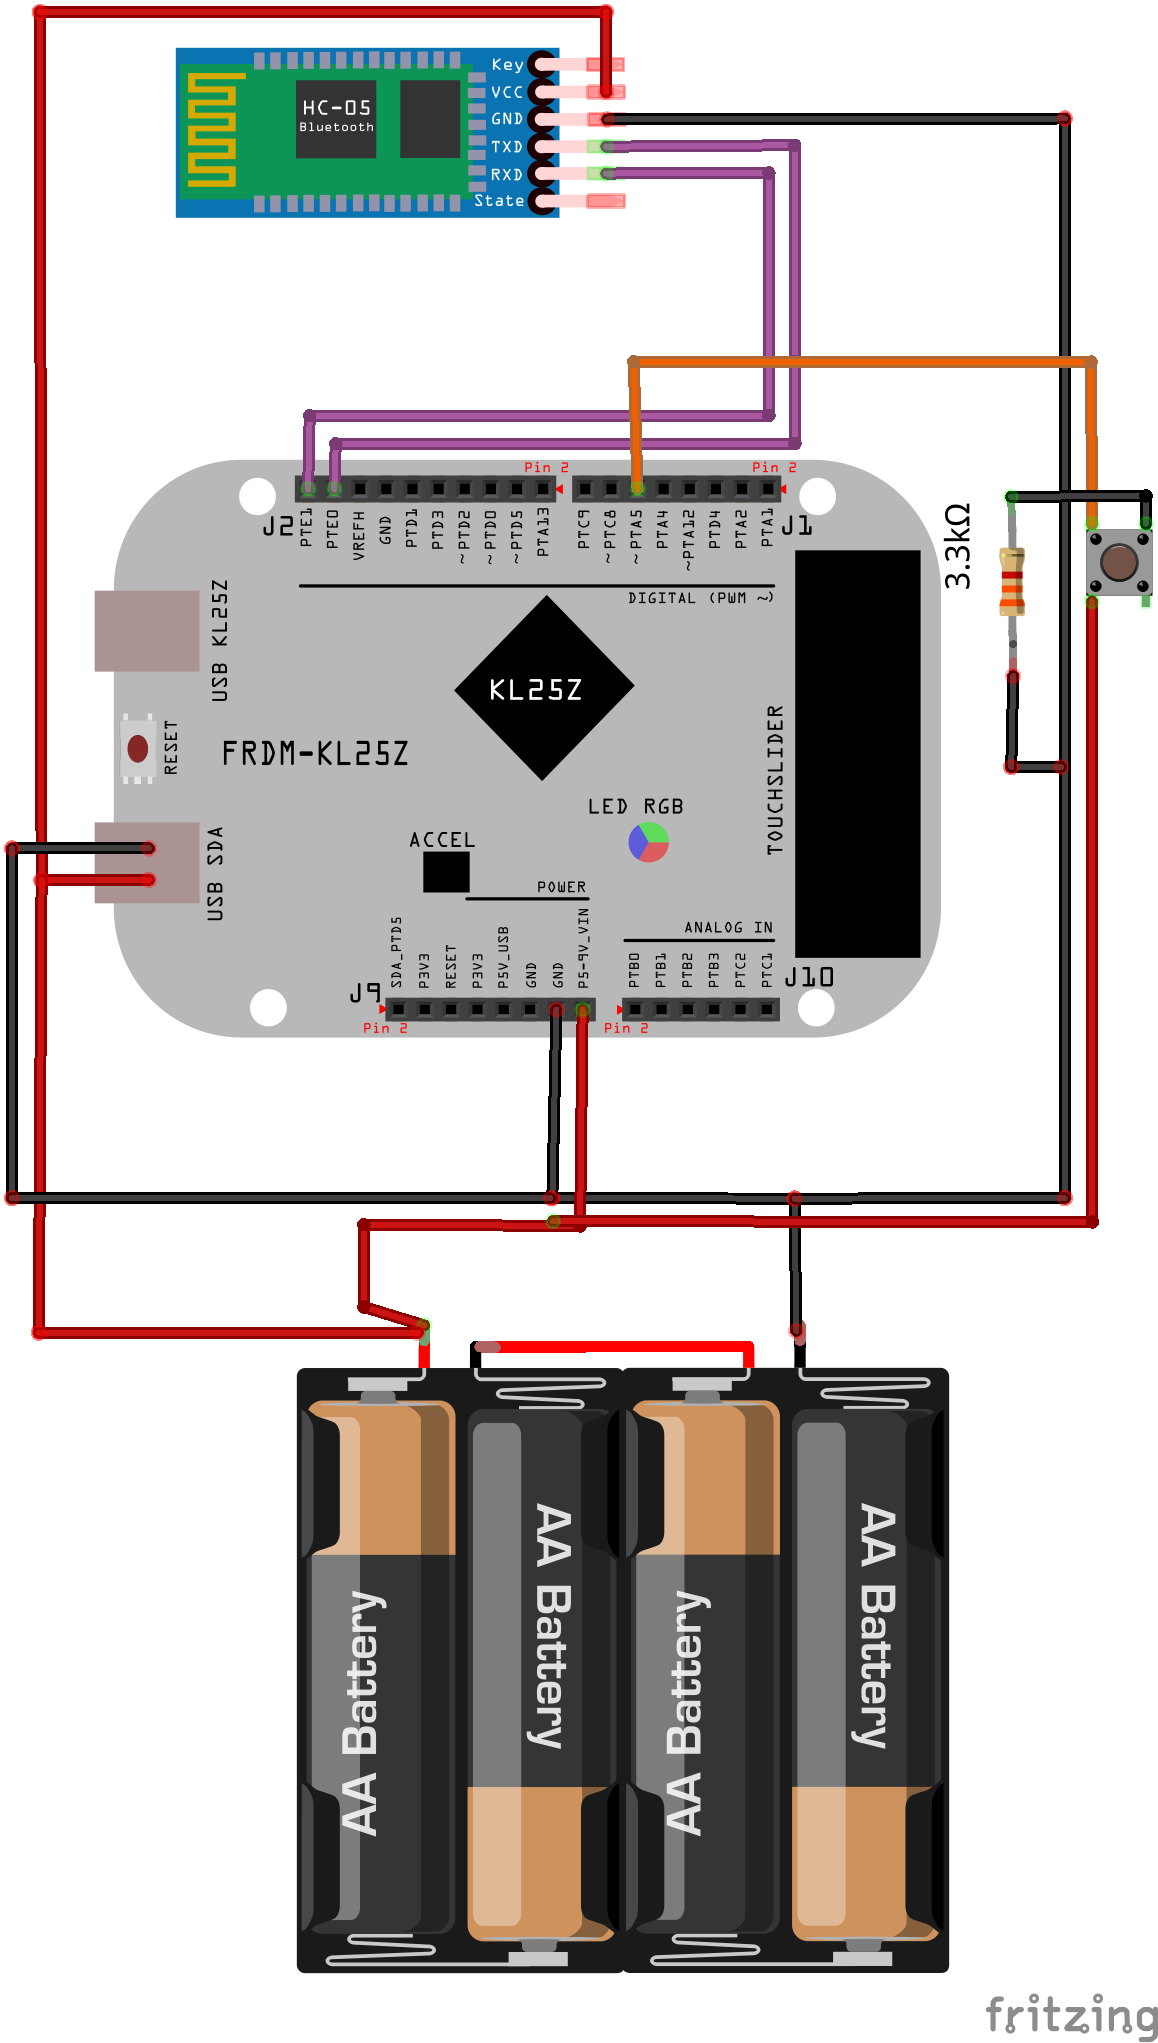 Key
VCC
GND
TXD
RXD
State
HC-05
Bluetooth
Pin 2
Pin 2
J2
J1
PTE1
PTE0
VREFH
GND
PTD1
PTD3
~PTD2
~PTD0
~PTD5
PTA13
PTC9
~PTC8
~PTA5
PTA4
~PTA12
PTD4
PTA2
PTA1
DIGITAL (PWM ~)
3.3kΩ
USB KL25Z
RESET
USB SDA
KL25Z
FRDM-KL25Z
TOUCHSLIDER
LED RGB
ACCEL
POWER
ANALOG IN
SDA_PTD5
P3V3
RESET
P3V3
P5V_USB
GND
GND
P5-9V_VIN
PTB0
PTB1
PTB2
PTB3
PTC2
PTC1
J9
J10
Pin 2
Pin 2
AA Battery
AA Battery
AA Battery
AA Battery
fritzing